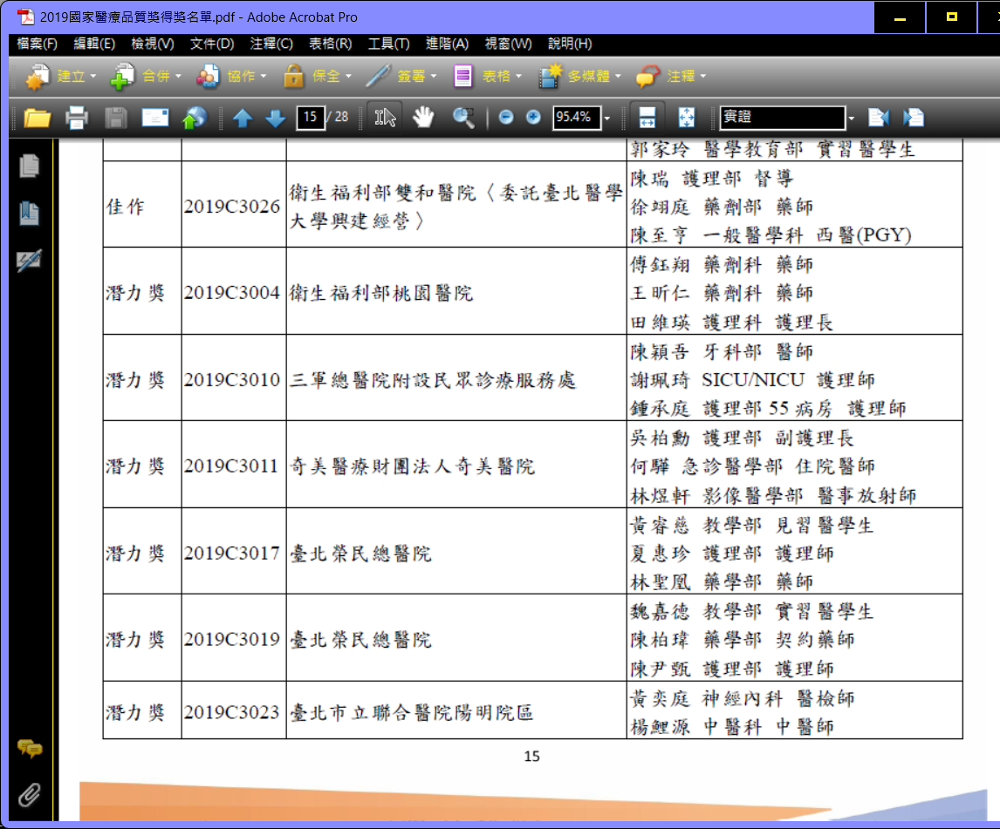 2019國家醫療品質獎得獎名單.pdf - Adobe Acrobat Pro
檔案(F) 編輯(E) 檢視(V) 文件(D) 注釋(C) 表格(R) 工具(T) 進階(A) 視窗(W) 說明(H)
建立 合併 協作 保全 簽署 表格 多媒體 注釋
15 / 28 95.4% 實證
郭家玲 醫學教育部 實習醫學生
佳作 2019C3026 衛生福利部雙和醫院〈委託臺北醫學
大學興建經營〉
陳瑞 護理部 督導
徐翊庭 藥劑部 藥師
陳至亨 一般醫學科 西醫(PGY)
潛力獎 2019C3004 衛生福利部桃園醫院
傅鈺翔 藥劑科 藥師
王昕仁 藥劑科 藥師
田維瑛 護理科 護理長
潛力獎 2019C3010 三軍總醫院附設民眾診療服務處
陳穎吾 牙科部 醫師
謝珮琦 SICU/NICU 護理師
鍾承庭 護理部 55 病房 護理師
潛力獎 2019C3011 奇美醫療財團法人奇美醫院
吳柏勳 護理部 副護理長
何驊 急診醫學部 住院醫師
林煜軒 影像醫學部 醫事放射師
潛力獎 2019C3017 臺北榮民總醫院
黃睿慈 教學部 見習醫學生
夏惠珍 護理部 護理師
林聖凰 藥學部 藥師
潛力獎 2019C3019 臺北榮民總醫院
魏嘉德 教學部 實習醫學生
陳柏瑋 藥學部 契約藥師
陳尹甄 護理部 護理師
潛力獎 2019C3023 臺北市立聯合醫院陽明院區
黃奕庭 神經內科 醫檢師
楊鯉源 中醫科 中醫師
15